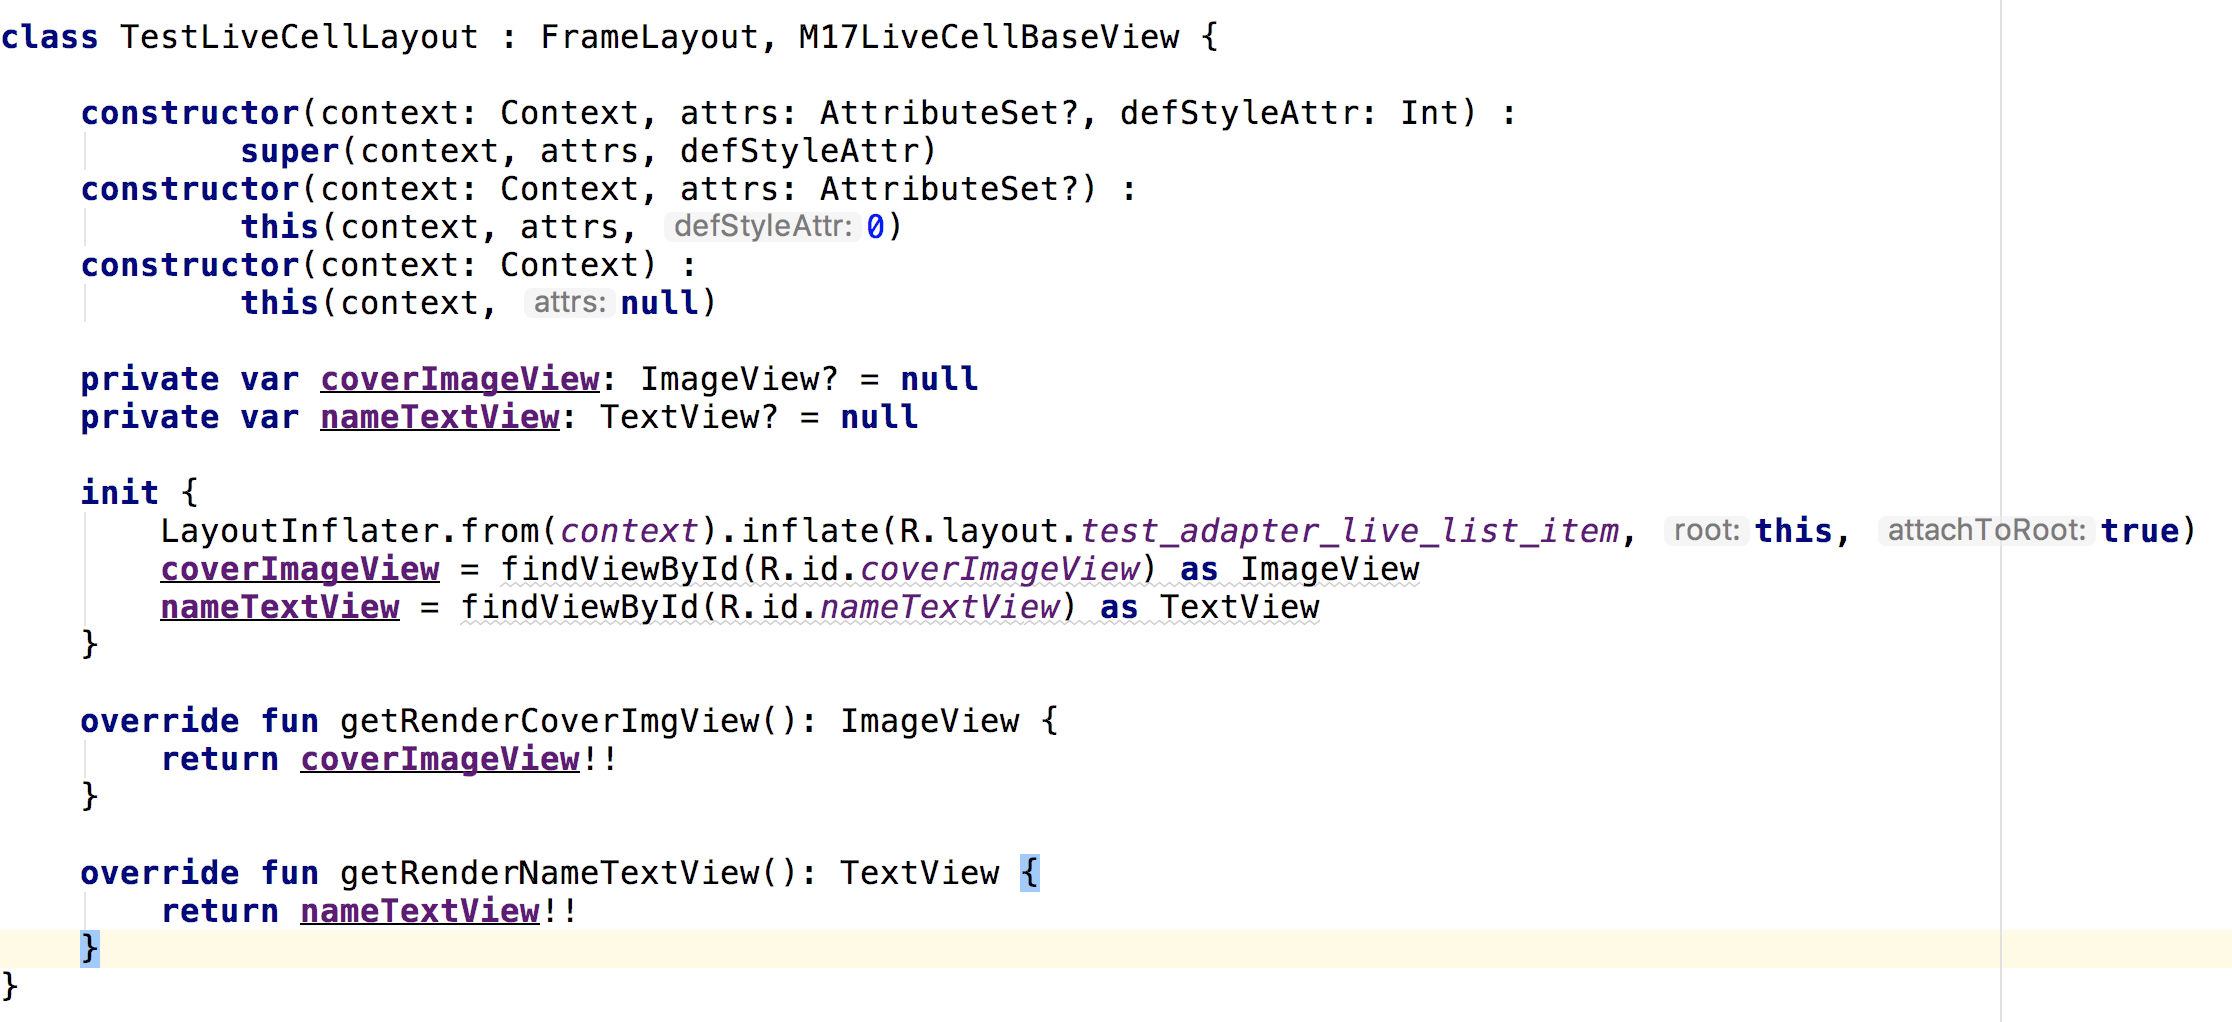 class TestLiveCellLayout : FrameLayout, M17LiveCellBaseView {
constructor(context: Context, attrs: AttributeSet?, defStyleAttr: Int) :
super(context, attrs, defStyleAttr)
constructor(context: Context, attrs: AttributeSet?) :
this(context, attrs, defStyleAttr: 0)
constructor(context: Context) :
this(context, attrs: null)
private var coverImageView: ImageView? = null
private var nameTextView: TextView? = null
init {
LayoutInflater.from(context).inflate(R.layout.test_adapter_live_list_item, root: this, attachToRoot: true)
coverImageView = findViewById(R.id.coverImageView) as ImageView
nameTextView = findViewById(R.id.nameTextView) as TextView
}
override fun getRenderCoverImgView(): ImageView {
return coverImageView!!
}
override fun getRenderNameTextView(): TextView {
return nameTextView!!
}
}